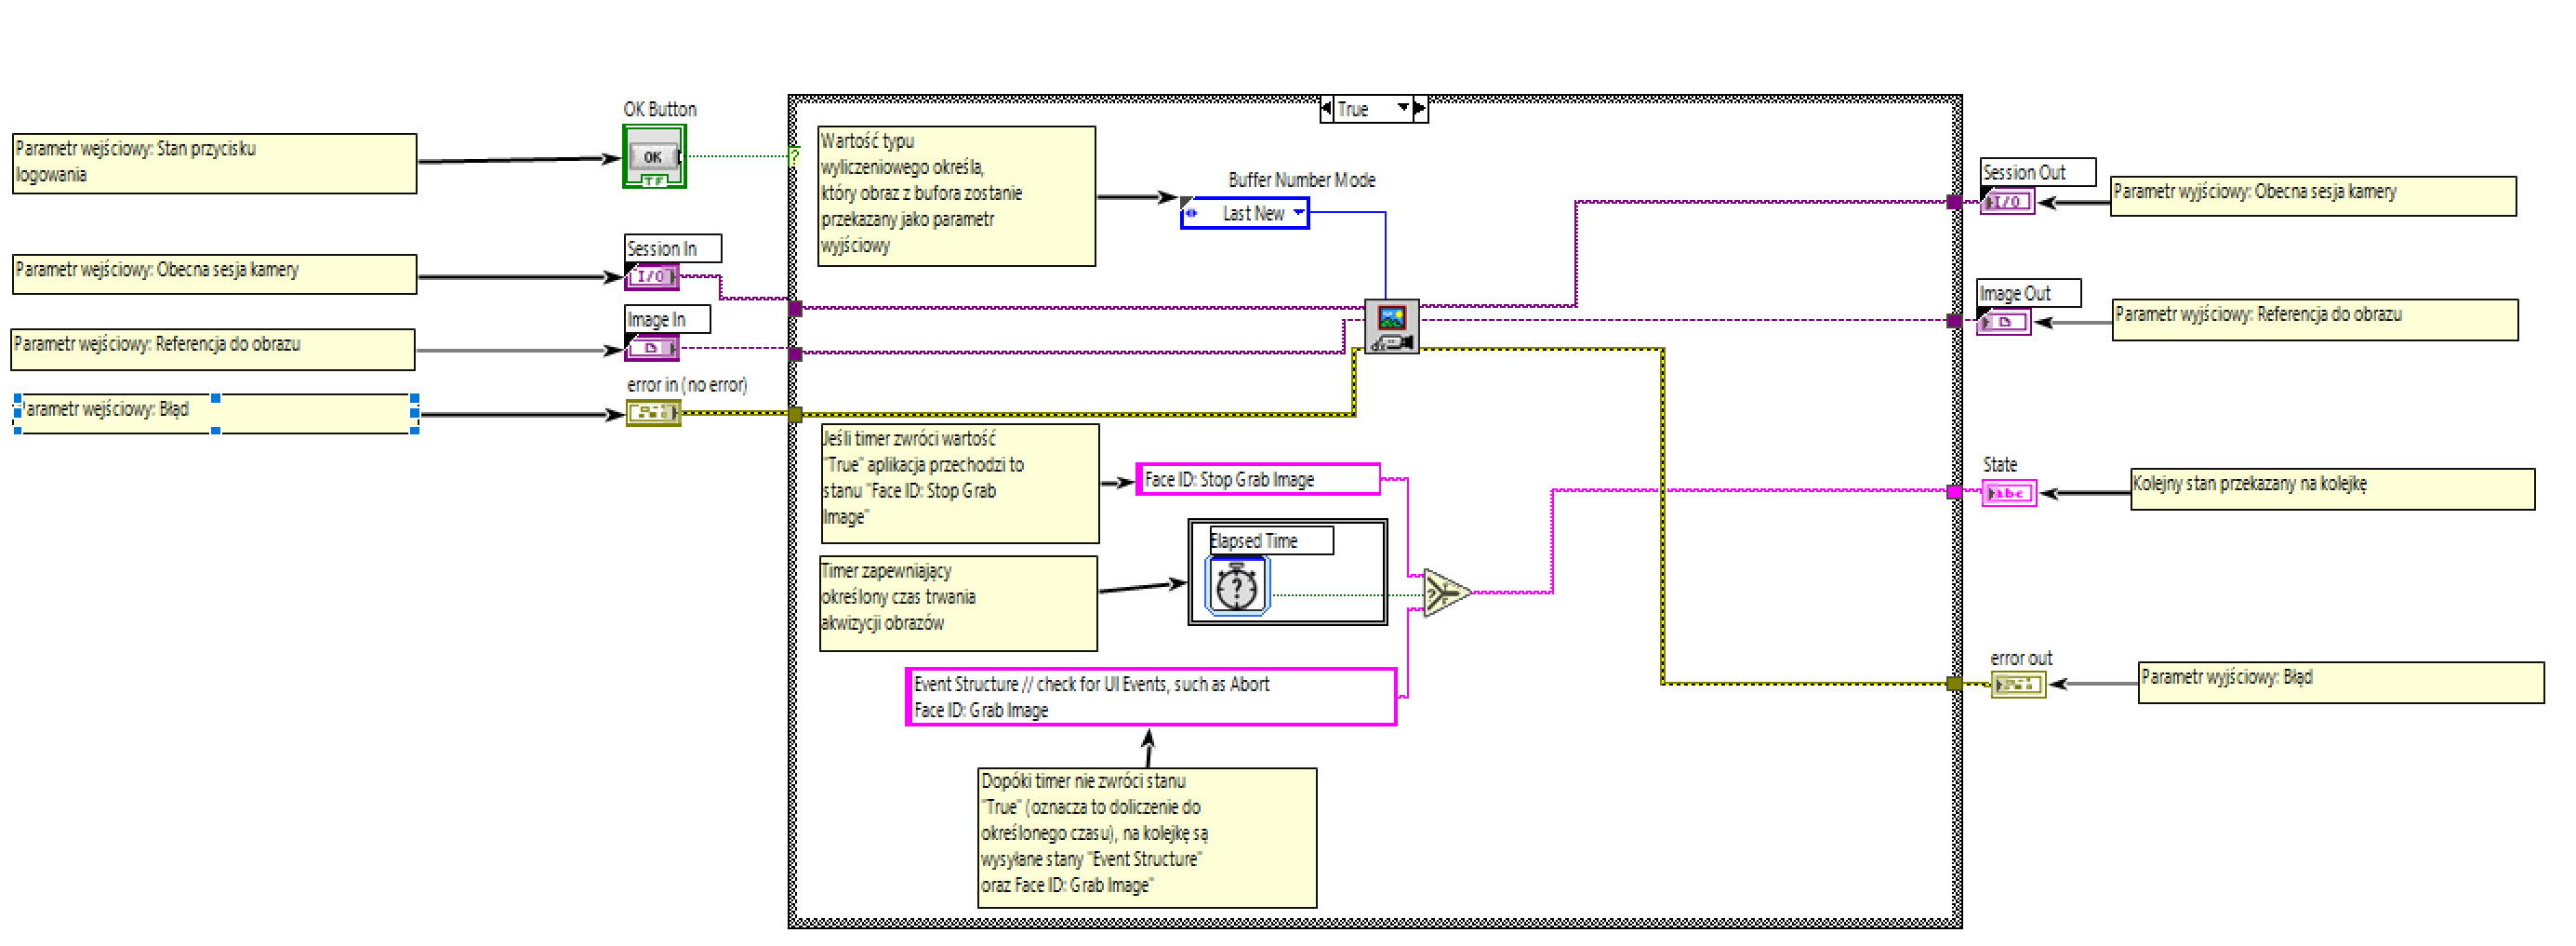 OK Button
Parametr wejściowy: Stan przycisku
logowania
OK
TF
True
Wartość typu
wyliczeniowego określa,
który obraz z bufora zostanie
przekazany jako parametr
wyjściowy
Buffer Number Mode
Last New
Session In
Parametr wejściowy: Obecna sesja kamery
I/O
Image In
Parametr wejściowy: Referencja do obrazu
error in (no error)
arametr wejściowy: Błąd
Jeśli timer zwróci wartość
"True" aplikacja przechodzi to
stanu "Face ID: Stop Grab
Image"
Face ID: Stop Grab Image
Elapsed Time
Timer zapewniający
określony czas trwania
akwizycji obrazów
Event Structure // check for UI Events, such as Abort
Face ID: Grab Image
Dopóki timer nie zwróci stanu
"True" (oznacza to doliczenie do
określonego czasu), na kolejkę są
wysyłane stany "Event Structure"
oraz Face ID: Grab Image"
Session Out
I/O
Parametr wyjściowy: Obecna sesja kamery
Image Out
Parametr wyjściowy: Referencja do obrazu
State
abc
Kolejny stan przekazany na kolejkę
error out
Parametr wyjściowy: Błąd